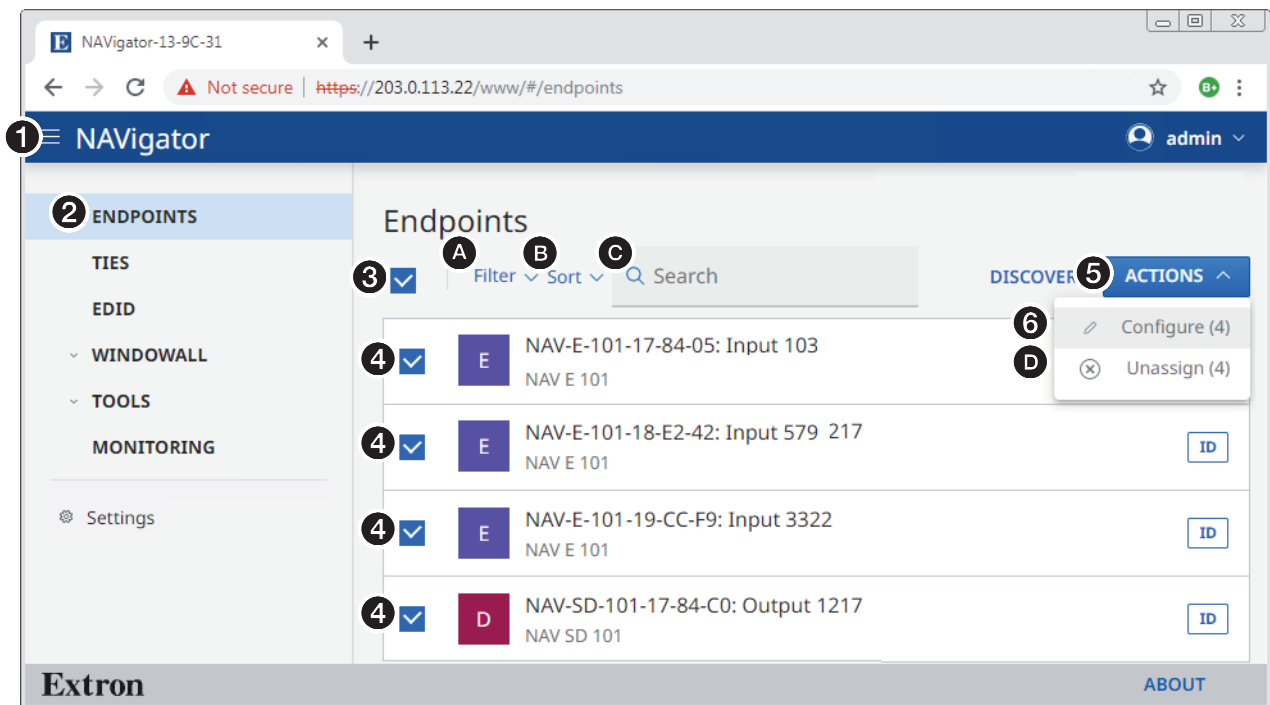 E NAVigator-13-9C-31 × +
Not secure | https://203.0.113.22/www/#/endpoints B+
1 NAVigator admin
2 ENDPOINTS
TIES
EDID
WINDOWALL
TOOLS
MONITORING
Settings
Endpoints
3 A Filter B Sort C Search DISCOVER 5 ACTIONS
6 Configure (4)
D Unassign (4)
4 E NAV-E-101-17-84-05: Input 103
NAV E 101
4 E NAV-E-101-18-E2-42: Input 579 217 ID
NAV E 101
4 E NAV-E-101-19-CC-F9: Input 3322 ID
NAV E 101
4 D NAV-SD-101-17-84-C0: Output 1217 ID
NAV SD 101
Extron ABOUT